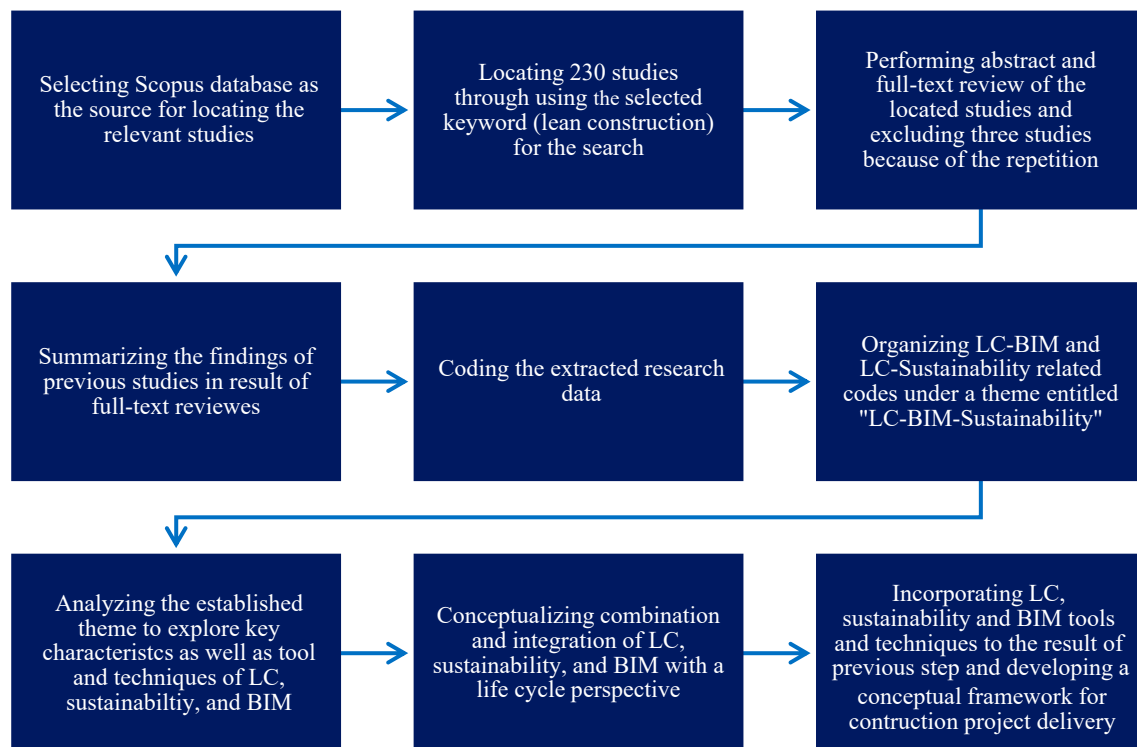 Selecting Scopus database as
the source for locating the
relevant studies
Locating 230 studies
through using the selected
keyword (lean construction)
for the search
Performing abstract and
full-text review of the
located studies and
excluding three studies
because of the repetition
Summarizing the findings of
previous studies in result of
full-text reviewes
Coding the extracted research
data
Organizing LC-BIM and
LC-Sustainability related
codes under a theme entitled
"LC-BIM-Sustainability"
Analyzing the established
theme to explore key
characteristcs as well as tool
and techniques of LC,
sustainabiltiy, and BIM
Conceptualizing combination
and integration of LC,
sustainability, and BIM with a
life cycle perspective
Incorporating LC,
sustainability and BIM tools
and techniques to the result of
previous step and developing a
conceptual framework for
contruction project delivery